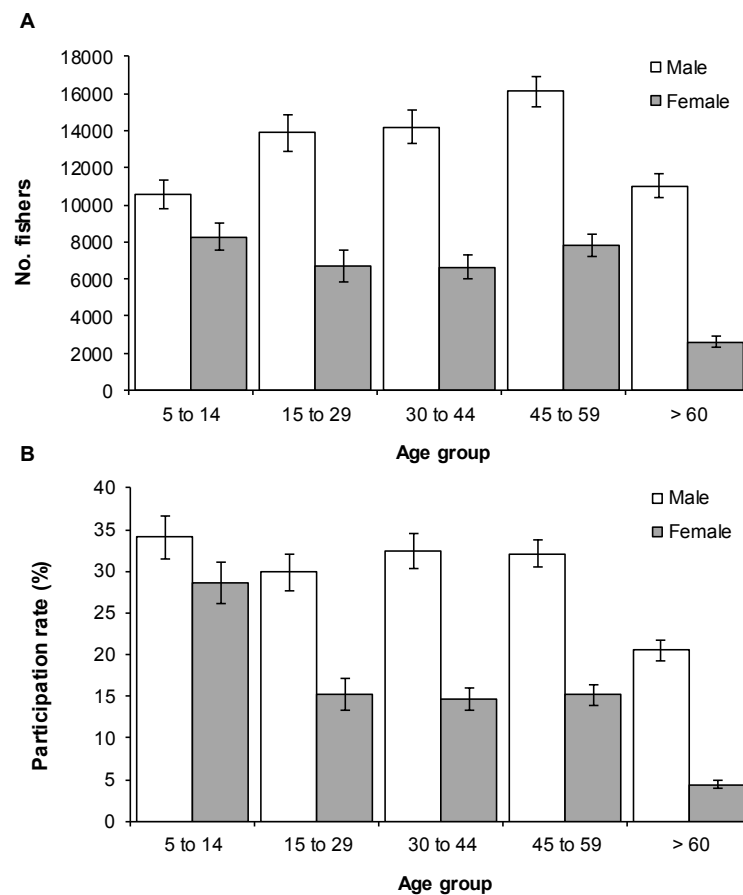 A
18000
16000
14000
12000
10000
8000
6000
4000
2000
0
No. fishers
Male
Female
5 to 14 15 to 29 30 to 44 45 to 59 > 60
Age group
B
40
35
30
25
20
15
10
5
0
Participation rate (%)
Male
Female
5 to 14 15 to 29 30 to 44 45 to 59 > 60
Age group